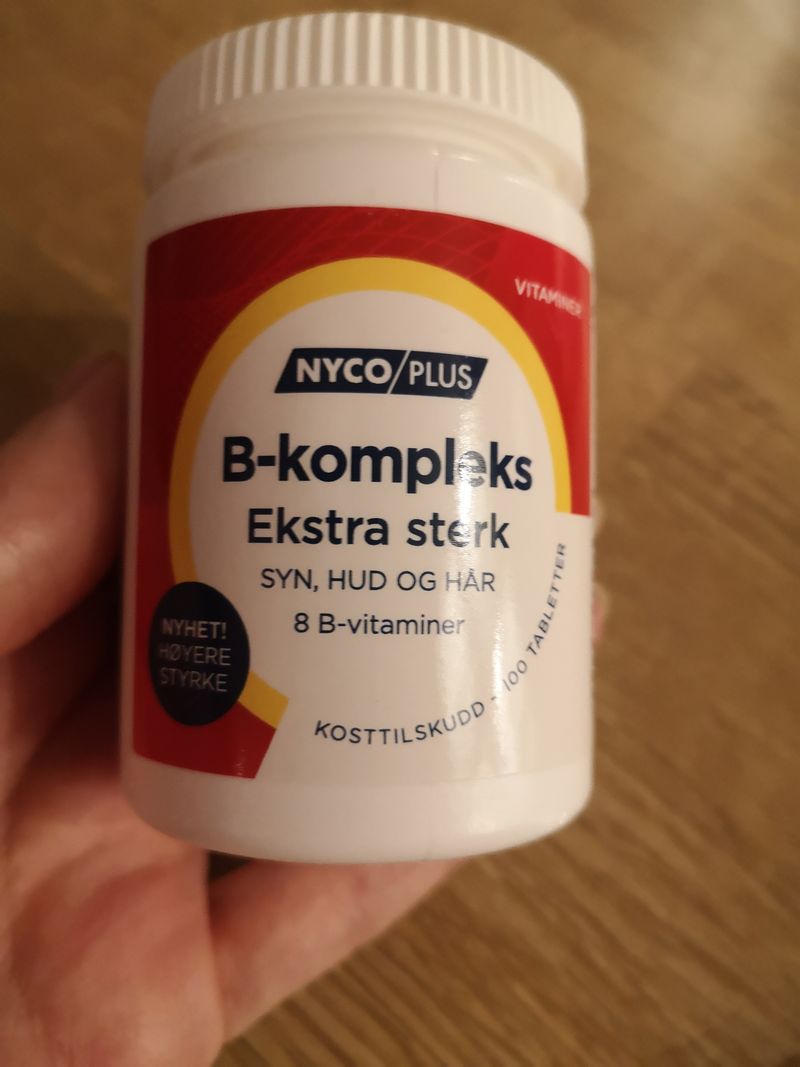 VITAMINER
NYCO/PLUS
B-kompleks
Ekstra sterk
SYN, HUD OG HÅR
8 B-vitaminer
NYHET!
HØYERE
STYRKE
KOSTTILSKUDD - 100 TABLETTER